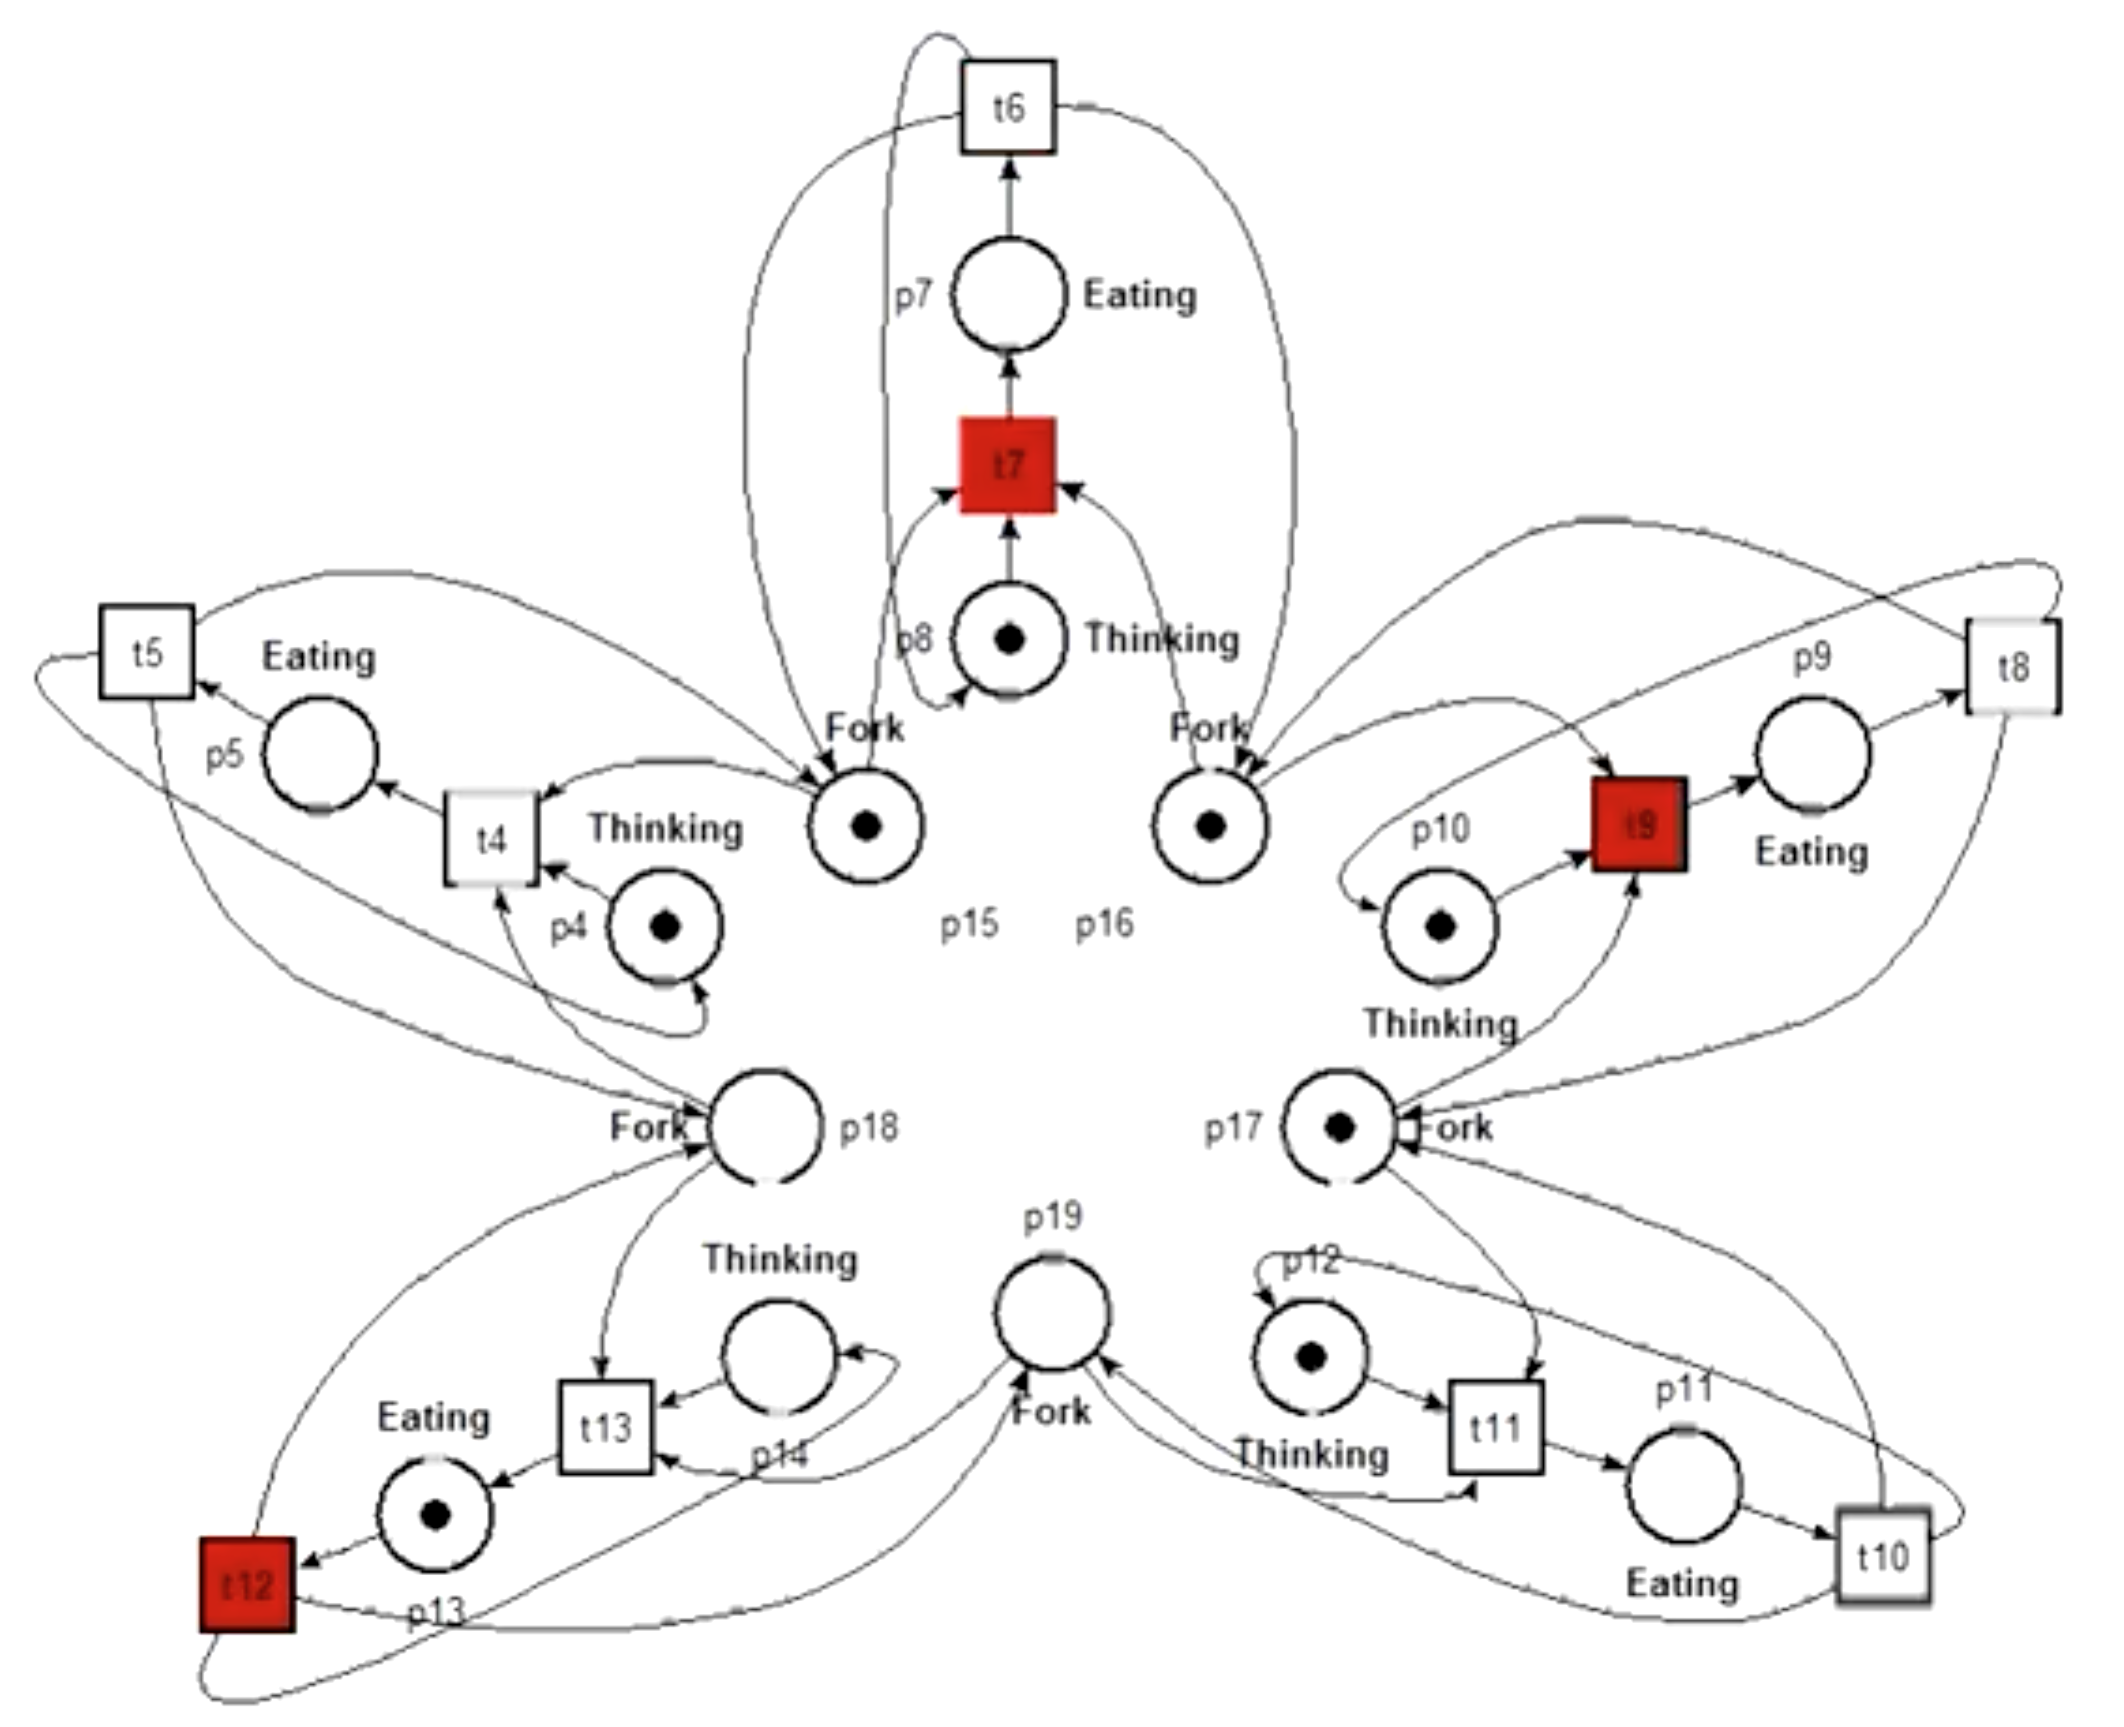 t6
p7 Eating
t7
p8 Thinking
t5 Eating
p5
t4 Thinking
p4
Fork
p15
Fork
p16
t8
p9
t9
Eating
p10
Thinking
Fork p18
p17 Fork
p19
Fork
Thinking
p14
t13
Eating
t12
p13
p12
Thinking
t11
p11
Eating
t10